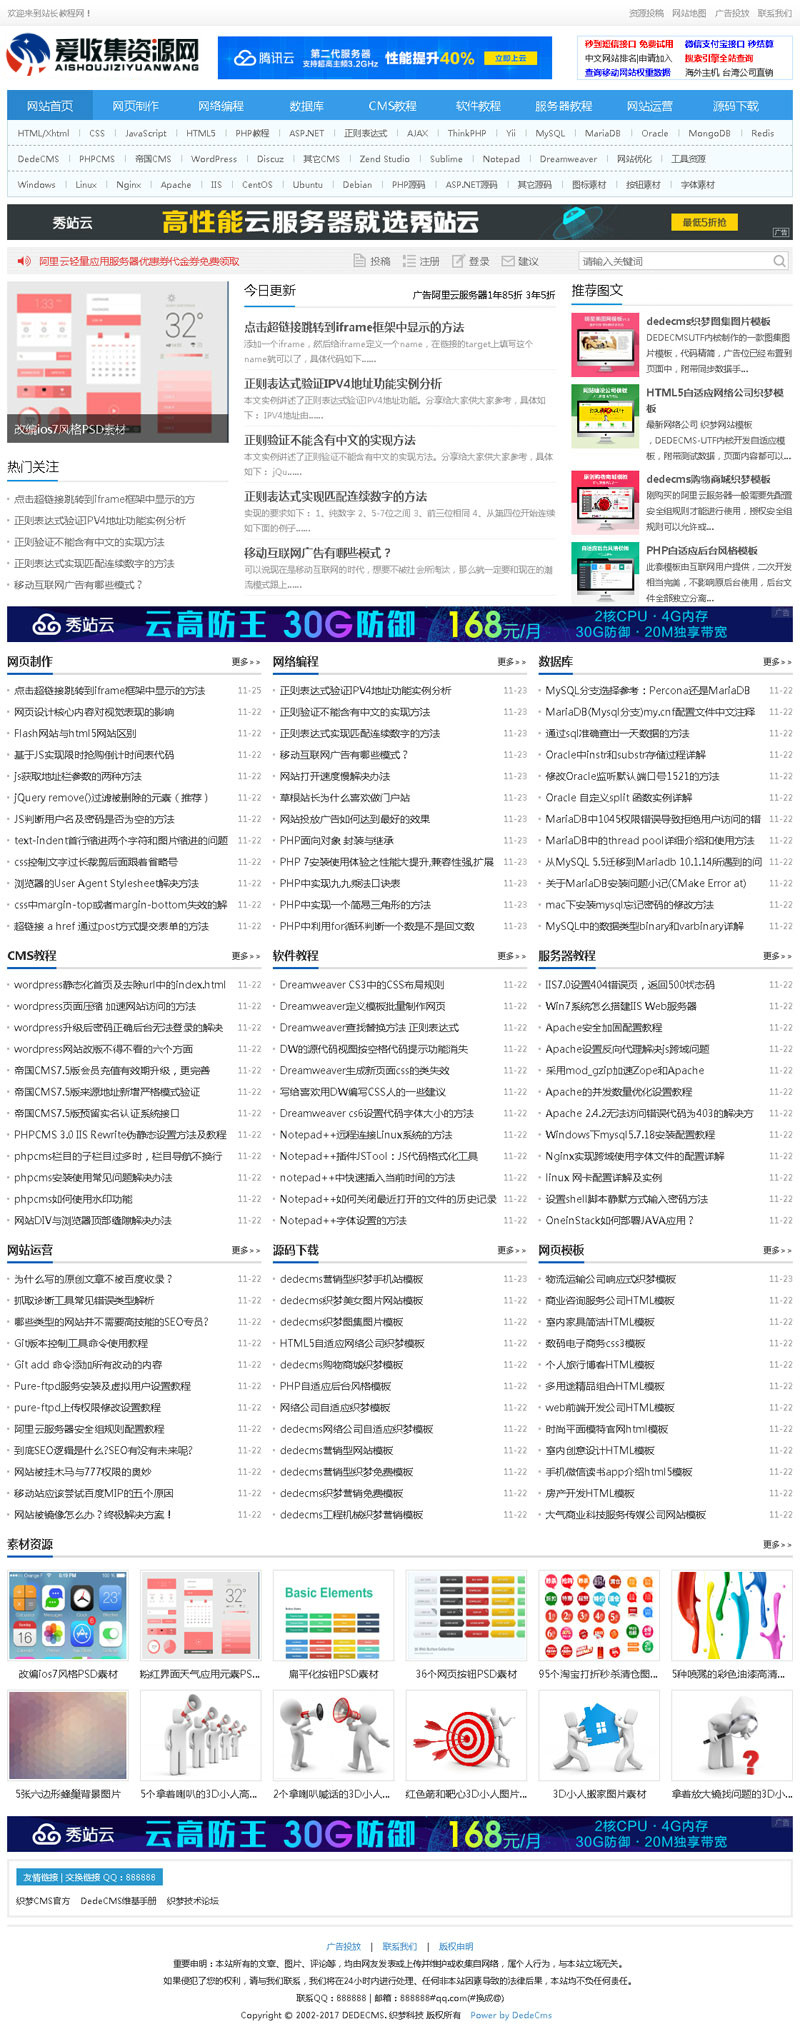 欢迎来到站长教程网！
资源投稿 网站地图 广告投放 联系我们
爱收集资源网
AISHOUJIZIYUANWANG
腾讯云 第二代服务器 支持超高主频3.2GHz 性能提升40% 立即上云
秒到短信接口 免费试用 微信支付宝接口 秒结算
中文网站排名|申请加入 搜索引擎全站查询
查询移动网站权重数据 海外主机 台湾公司直销
网站首页 网页制作 网络编程 数据库 CMS教程 软件教程 服务器教程 网站运营 源码下载
HTML/Xhtml CSS JavaScript HTML5 PHP教程 ASP.NET 正则表达式 AJAX ThinkPHP Yii MySQL MariaDB Oracle MongoDB Redis
DedeCMS PHPCMS 帝国CMS WordPress Discuz 其它CMS Zend Studio Sublime Notepad Dreamweaver 网站优化 工具资源
Windows Linux Nginx Apache IIS CentOS Ubuntu Debian PHP源码 ASP.NET源码 其它源码 图标素材 按钮素材 字体素材
秀站云 高性能云服务器就选秀站云 最低5折抢 广告
阿里云轻量应用服务器优惠券代金券免费领取 投稿 注册 登录 建议 请输入关键词
改编ios7风格PSD素材
热门关注
点击超链接跳转到iframe框架中显示的方
正则表达式验证IPV4地址功能实例分析
正则验证不能含有中文的实现方法
正则表达式实现匹配连续数字的方法
移动互联网广告有哪些模式？
今日更新 广告阿里云服务器1年85折 3年5折
点击超链接跳转到iframe框架中显示的方法
添加一个iframe，然后给iframe定义一个name，在链接的target上填写这个
name就可以了，具体代码如下......
正则表达式验证IPV4地址功能实例分析
本文实例讲述了正则表达式验证IPV4地址功能。分享给大家供大家参考，具体如
下： IPV4地址由......
正则验证不能含有中文的实现方法
本文实例讲述了正则验证不能含有中文的实现方法。分享给大家供大家参考，具体
如下： jQu......
正则表达式实现匹配连续数字的方法
实现的要求如下： 1、纯数字 2、5-7位之间 3、前三位相同 4、从第四位开始连续
如下面的例子......
移动互联网广告有哪些模式？
可以说现在是移动互联网的时代，想要不被社会所淘汰，那么就一定要和现在的潮
流模式跟上......
推荐图文
dedecms织梦图集图片模板
DEDECMSUTF内核制作的一款图集图
片模板，代码精简，广告位已经布置到
页面中，附带同步数据手...
HTML5自适应网络公司织梦模
板
最新网络公司 织梦网站模板
，DEDECMS-UTF内核开发自适应模
板，附带测试数据，页面内容都可以...
dedecms购物商城织梦模板
刚购买的阿里云服务器一般需要先配置
安全组规则才能进行使用，授权安全组
规则可以允许或...
PHP自适应后台风格模板
此套模板由互联网用户提供，二次开发
相当完美，不影响原后台使用，后台文
件全部独立分离...
秀站云 云高防王 30G防御 168元/月 2核CPU · 4G内存 30G防御 · 20M独享带宽 广告
网页制作 更多>>
点击超链接跳转到iframe框架中显示的方法 11-25
网页设计核心内容对视觉表现的影响 11-22
Flash网站与html5网站区别 11-22
基于JS实现限时抢购倒计时间表代码 11-22
Js获取地址栏参数的两种方法 11-22
jQuery remove()过滤被删除的元素（推荐） 11-22
JS判断用户名及密码是否为空的方法 11-22
text-indent首行缩进两个字符和图片缩进的问题 11-22
css控制文字过长裁剪后面跟着省略号 11-22
浏览器的User Agent Stylesheet解决方法 11-22
css中margin-top或者margin-bottom失效的解 11-22
超链接 a href 通过post方式提交表单的方法 11-22
网络编程 更多>>
正则表达式验证IPV4地址功能实例分析 11-23
正则验证不能含有中文的实现方法 11-23
正则表达式实现匹配连续数字的方法 11-23
移动互联网广告有哪些模式？ 11-23
网站打开速度慢解决办法 11-23
草根站长为什么喜欢做门户站 11-23
网站投放广告如何达到最好的效果 11-23
PHP面向对象 封装与继承 11-23
PHP 7安装使用体验之性能大提升,兼容性强,扩展 11-23
PHP中实现九九乘法口诀表 11-23
PHP中实现一个简易三角形的方法 11-23
PHP中利用for循环判断一个数是不是回文数 11-23
数据库 更多>>
MySQL分支选择参考：Percona还是MariaDB 11-22
MariaDB(Mysql分支)my.cnf配置文件中文注释 11-22
通过sql准确查出一天数据的方法 11-22
Oracle中instr和substr存储过程详解 11-22
修改Oracle监听默认端口号1521的方法 11-22
Oracle 自定义split 函数实例详解 11-22
MariaDB中1045权限错误导致拒绝用户访问的错 11-22
MariaDB中的thread pool详细介绍和使用方法 11-22
从MySQL 5.5迁移到Mariadb 10.1.14所遇到的问 11-22
关于MariaDB安装问题小记(CMake Error at) 11-22
mac下安装mysql忘记密码的修改方法 11-22
MySQL中的数据类型binary和varbinary详解 11-22
CMS教程 更多>>
wordpress静态化首页及去除url中的index.html 11-22
wordpress页面压缩 加速网站访问的方法 11-22
wordpress升级后密码正确后台无法登录的解决 11-22
wordpress网站改版不得不看的六个方面 11-22
帝国CMS7.5版会员充值有效期升级，更完善 11-22
帝国CMS7.5版来源地址新增严格模式验证 11-22
帝国CMS7.5版预留实名认证系统接口 11-22
PHPCMS 3.0 IIS Rewrite伪静态设置方法及教程 11-22
phpcms栏目的子栏目过多时，栏目导航不换行 11-22
phpcms安装使用常见问题解决办法 11-22
phpcms如何使用水印功能 11-22
网站DIV与浏览器顶部缝隙解决办法 11-22
软件教程 更多>>
Dreamweaver CS3中的CSS布局规则 11-22
Dreamweaver定义模板批量制作网页 11-22
Dreamweaver查找替换方法 正则表达式 11-22
DW的源代码视图按空格代码提示功能消失 11-22
Dreamweaver生成新页面css的类失效 11-22
写给喜欢用DW编写CSS人的一些建议 11-22
Dreamweaver cs6设置代码字体大小的方法 11-22
Notepad++远程连接Linux系统的方法 11-22
Notepad++插件JSTool：JS代码格式化工具 11-22
notepad++中快速插入当前时间的方法 11-22
Notepad++如何关闭最近打开的文件的历史记录 11-22
Notepad++字体设置的方法 11-22
服务器教程 更多>>
IIS7.0设置404错误页，返回500状态码 11-22
Win7系统怎么搭建IIS Web服务器 11-22
Apache安全加固配置教程 11-22
Apache设置反向代理解决js跨域问题 11-22
采用mod_gzip加速Zope和Apache 11-22
Apache的并发数量优化设置教程 11-22
Apache 2.4.2无法访问错误代码为403的解决方 11-22
Windows下mysql5.7.18安装配置教程 11-22
Nginx实现跨域使用字体文件的配置详解 11-22
linux 网卡配置详解及实例 11-22
设置shell脚本静默方式输入密码方法 11-22
OneinStack如何部署JAVA应用？ 11-22
网站运营 更多>>
为什么写的原创文章不被百度收录？ 11-22
抓取诊断工具常见错误类型解析 11-22
哪些类型的网站并不需要高技能的SEO专员? 11-22
Git版本控制工具命令使用教程 11-22
Git add 命令添加所有改动的内容 11-22
Pure-ftpd服务安装及虚拟用户设置教程 11-22
pure-ftpd上传权限修改设置教程 11-22
阿里云服务器安全组规则配置教程 11-22
到底SEO逻辑是什么?SEO有没有未来呢? 11-22
网站被挂木马与777权限的奥妙 11-22
移动站应该尝试百度MIP的五个原因 11-22
网站被镜像怎么办？终极解决方案！ 11-22
源码下载 更多>>
dedecms营销型织梦手机站模板 11-23
dedecms织梦美女图片网站模板 11-22
dedecms织梦图集图片模板 11-22
HTML5自适应网络公司织梦模板 11-22
dedecms购物商城织梦模板 11-22
PHP自适应后台风格模板 11-22
网络公司自适应织梦模板 11-22
dedecms网络公司自适应织梦模板 11-22
dedecms营销型网站模板 11-22
dedecms营销型织梦免费模板 11-22
dedecms织梦营销免费模板 11-22
dedecms工程机械织梦营销模板 11-22
网页模板 更多>>
物流运输公司响应式织梦模板 11-23
商业咨询服务公司HTML模板 11-22
室内家具简洁HTML模板 11-22
数码电子商务css3模板 11-22
个人旅行博客HTML模板 11-22
多用途精品组合HTML模板 11-22
web前端开发公司HTML模板 11-22
时尚平面模特官网html模板 11-22
室内创意设计HTML模板 11-22
手机微信读书app介绍html5模板 11-22
房产开发HTML模板 11-22
大气商业科技服务传媒公司网站模板 11-22
素材资源 更多>>
Basic Elements
改编ios7风格PSD素材 粉红界面天气应用元素PS... 扁平化按钮PSD素材 36个网页按钮PSD素材 95个淘宝打折秒杀清仓图... 5种喷溅的彩色油漆高清...
5张六边形蜂巢背景图片 5个拿着喇叭的3D小人高... 2个拿喇叭喊话的3D小人... 红色箭和靶心3D小人图片... 3D小人搬家图片素材 拿着放大镜找问题的3D小...
秀站云 云高防王 30G防御 168元/月 2核CPU · 4G内存 30G防御 · 20M独享带宽 广告
友情链接 | 交换链接 QQ：888888
织梦CMS官方 DedeCMS维基手册 织梦技术论坛
广告投放 | 联系我们 | 版权申明
重要申明：本站所有的文章、图片、评论等，均由网友发表或上传并维护或收集自网络，属个人行为，与本站立场无关。
如果侵犯了您的权利，请与我们联系，我们将在24小时内进行处理、任何非本站因素导致的法律后果，本站均不负任何责任。
联系QQ：888888 | 邮箱：888888#qq.com(#换成@)
Copyright © 2002-2017 DEDECMS. 织梦科技 版权所有 Power by DedeCms